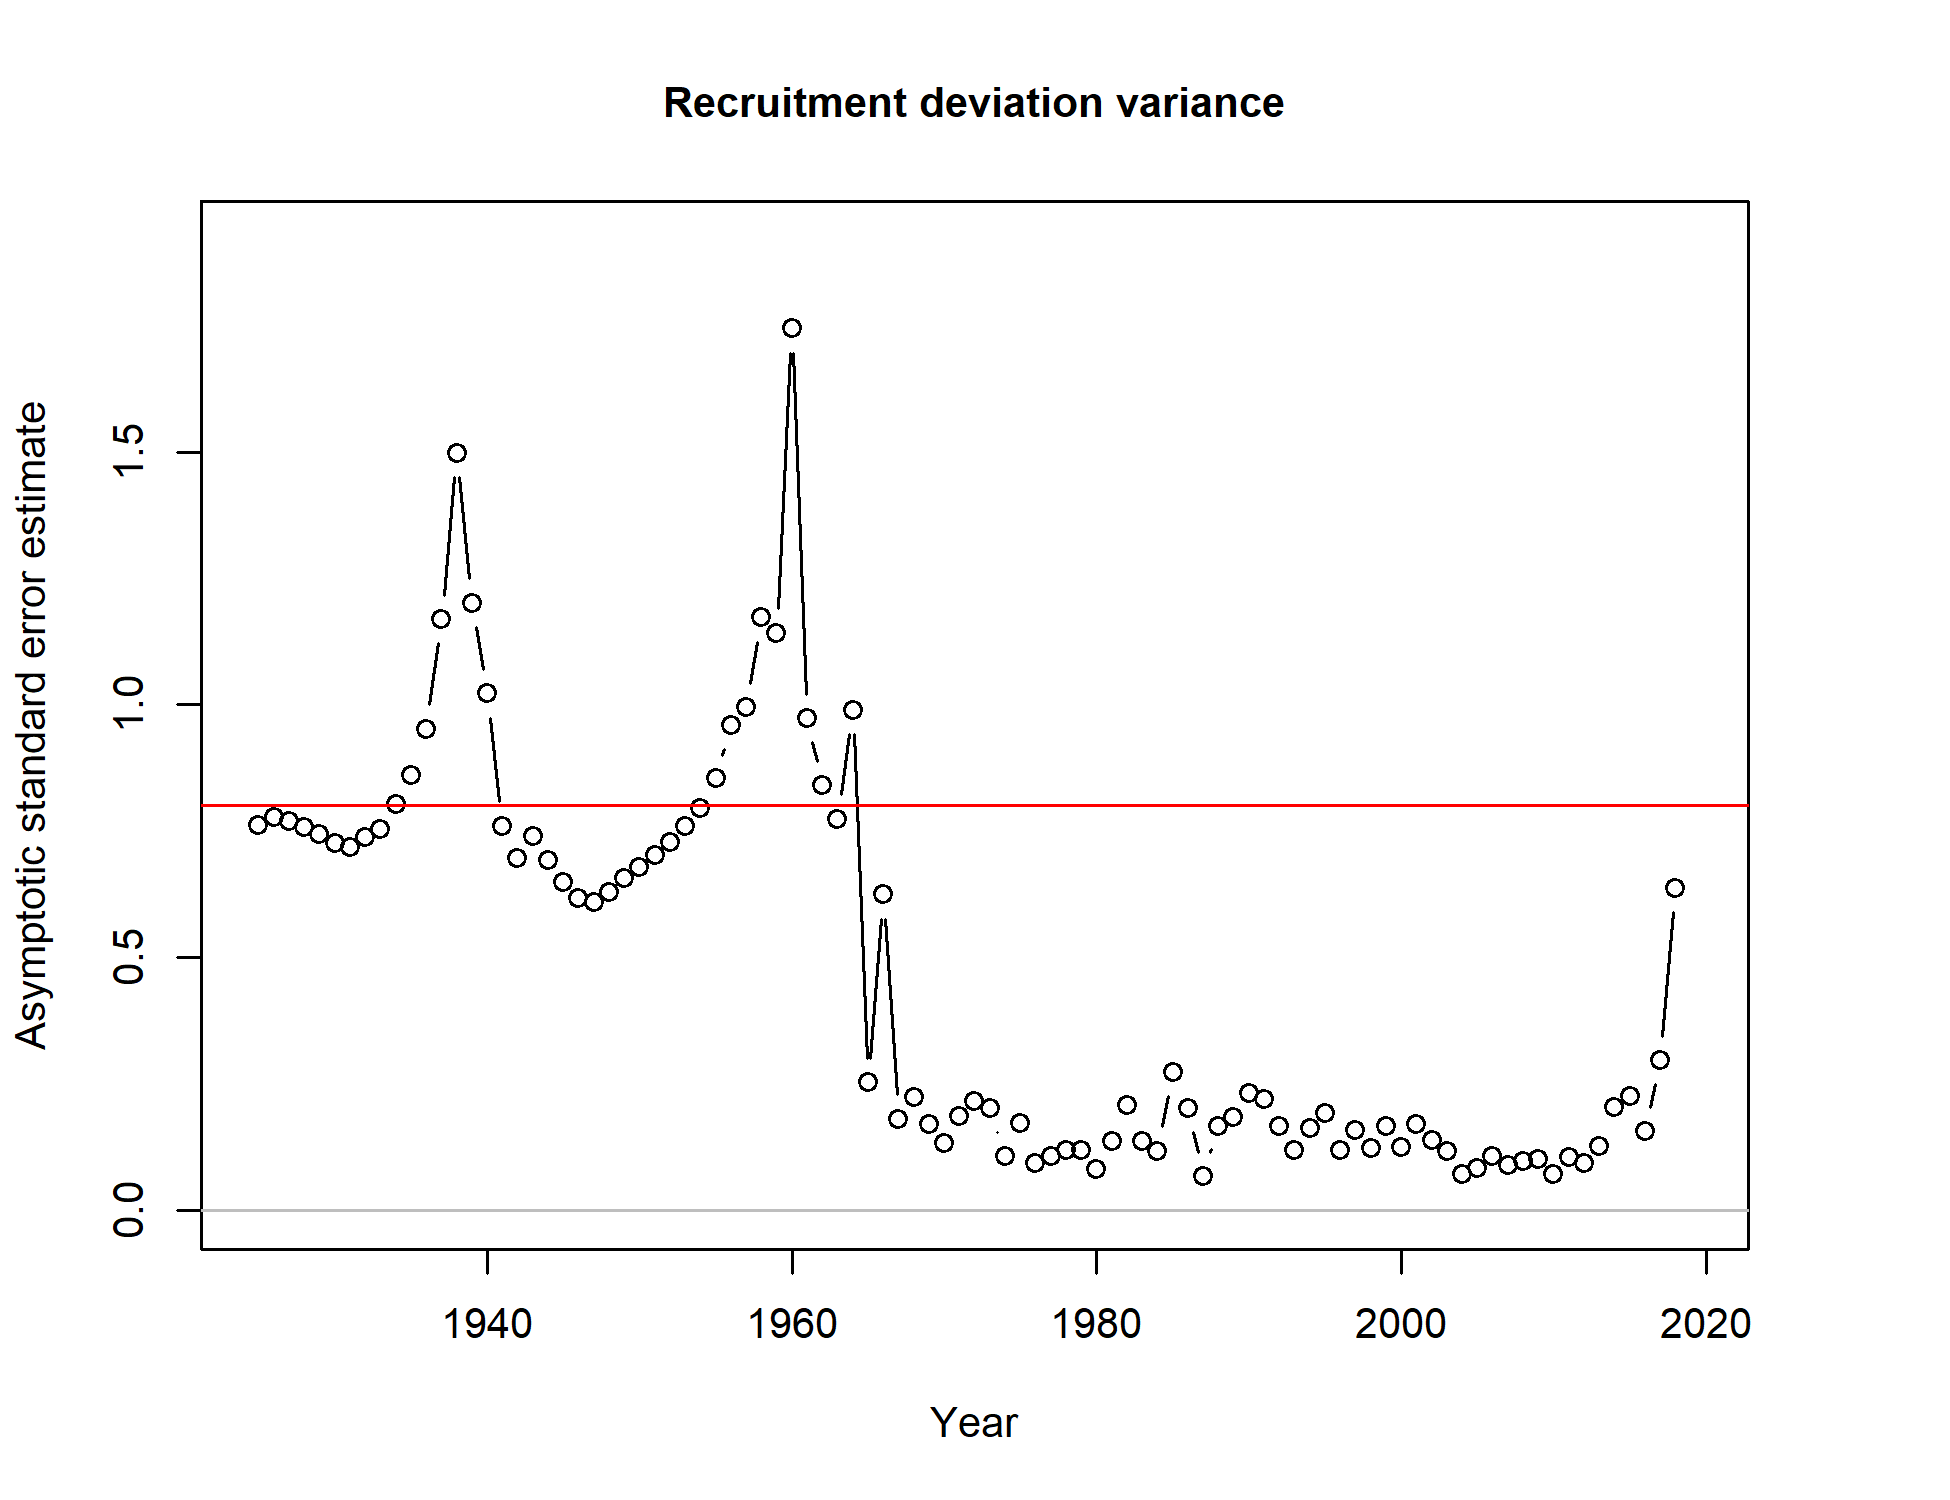 Recruitment deviation variance
Asymptotic standard error estimate
1.5
1.0
0.5
0.0
1940 1960 1980 2000 2020
Year